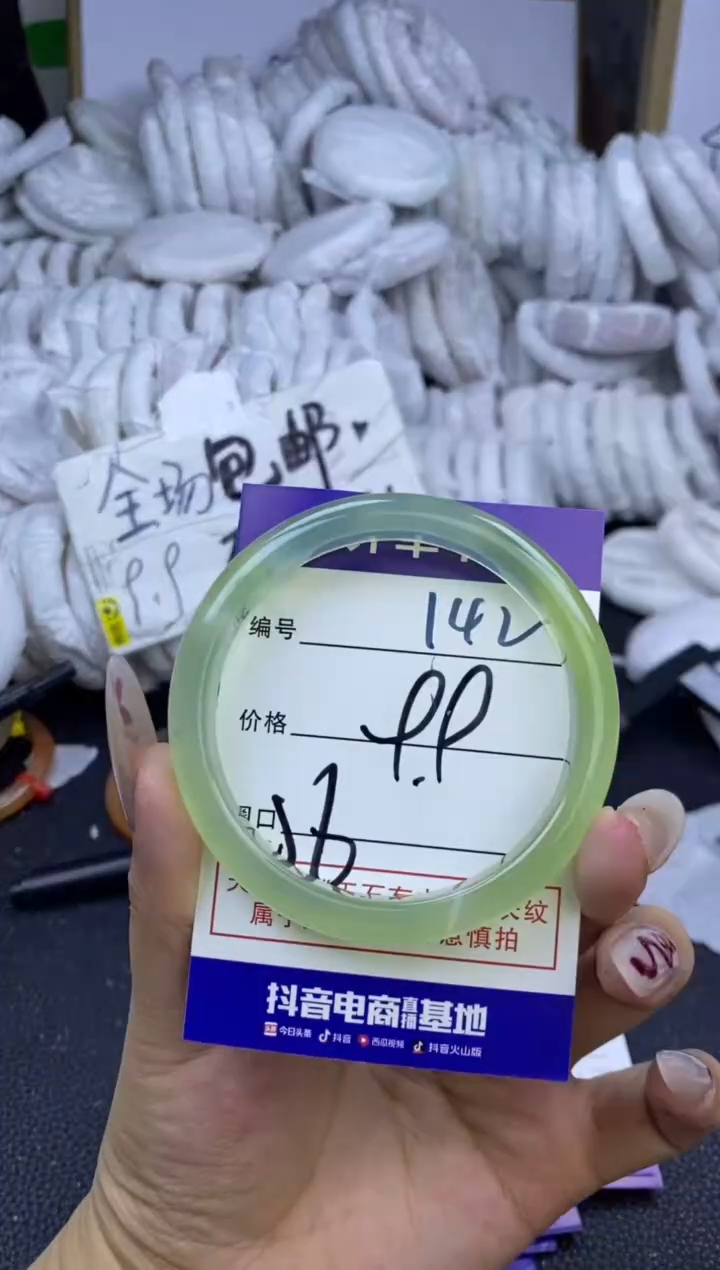 全场包邮
9.9
编号 142
价格 9.9
圈口 56
抖音电商直播基地
今日头条 抖音 西瓜视频 抖音火山版